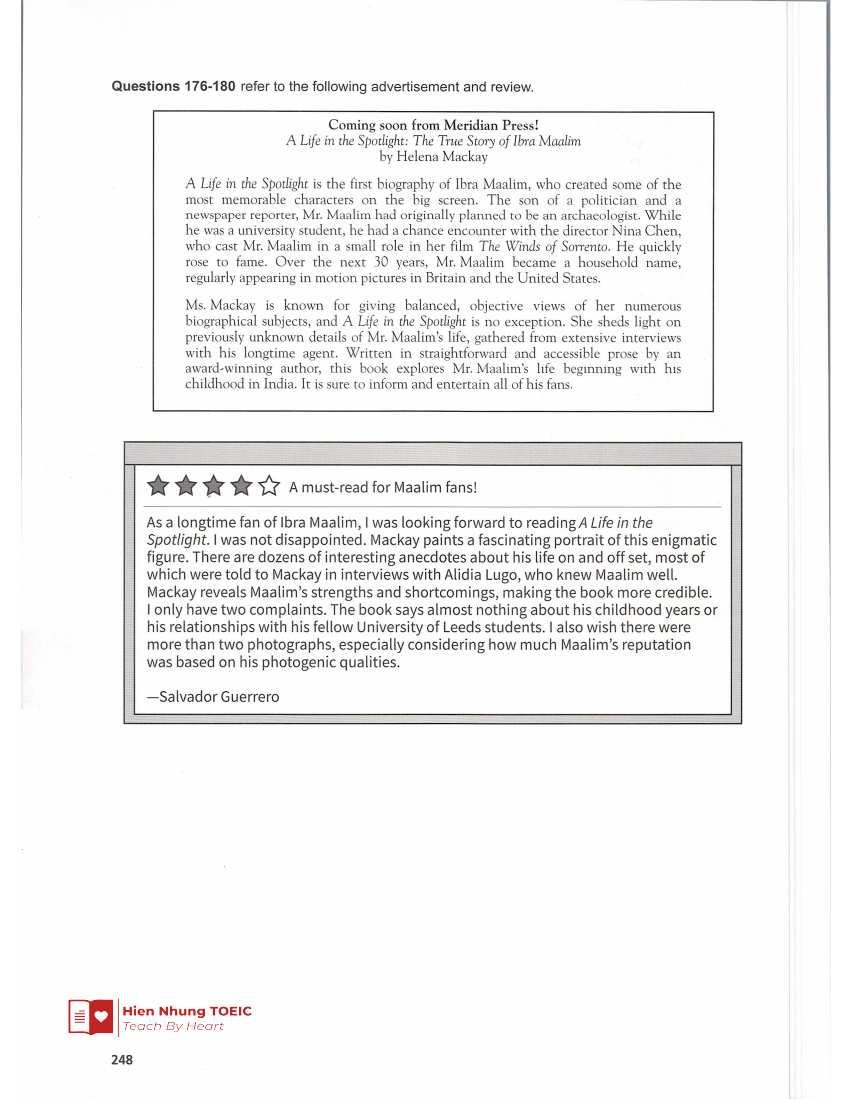 Questions 176-180 refer to the following advertisement and review.
Coming soon from Meridian Press!
A Life in the Spotlight: The True Story of Ibra Maalim
by Helena Mackay
A Life in the Spotlight is the first biography of Ibra Maalim, who created some of the
most memorable characters on the big screen. The son of a politician and a
newspaper reporter, Mr. Maalim had originally planned to be an archaeologist. While
he was a university student, he had a chance encounter with the director Nina Chen,
who cast Mr. Maalim in a small role in her film The Winds of Sorrento. He quickly
rose to fame. Over the next 30 years, Mr. Maalim became a household name,
regularly appearing in motion pictures in Britain and the United States.
Ms. Mackay is known for giving balanced, objective views of her numerous
biographical subjects, and A Life in the Spotlight is no exception. She sheds light on
previously unknown details of Mr. Maalim's life, gathered from extensive interviews
with his longtime agent. Written in straightforward and accessible prose by an
award-winning author, this book explores Mr. Maalim's life beginning with his
childhood in India. It is sure to inform and entertain all of his fans.
A must-read for Maalim fans!
As a longtime fan of Ibra Maalim, I was looking forward to reading A Life in the
Spotlight. I was not disappointed. Mackay paints a fascinating portrait of this enigmatic
figure. There are dozens of interesting anecdotes about his life on and off set, most of
which were told to Mackay in interviews with Alidia Lugo, who knew Maalim well.
Mackay reveals Maalim's strengths and shortcomings, making the book more credible.
I only have two complaints. The book says almost nothing about his childhood years or
his relationships with his fellow University of Leeds students. I also wish there were
more than two photographs, especially considering how much Maalim's reputation
was based on his photogenic qualities.
—Salvador Guerrero
Hien Nhung TOEIC
Teach By Heart
248